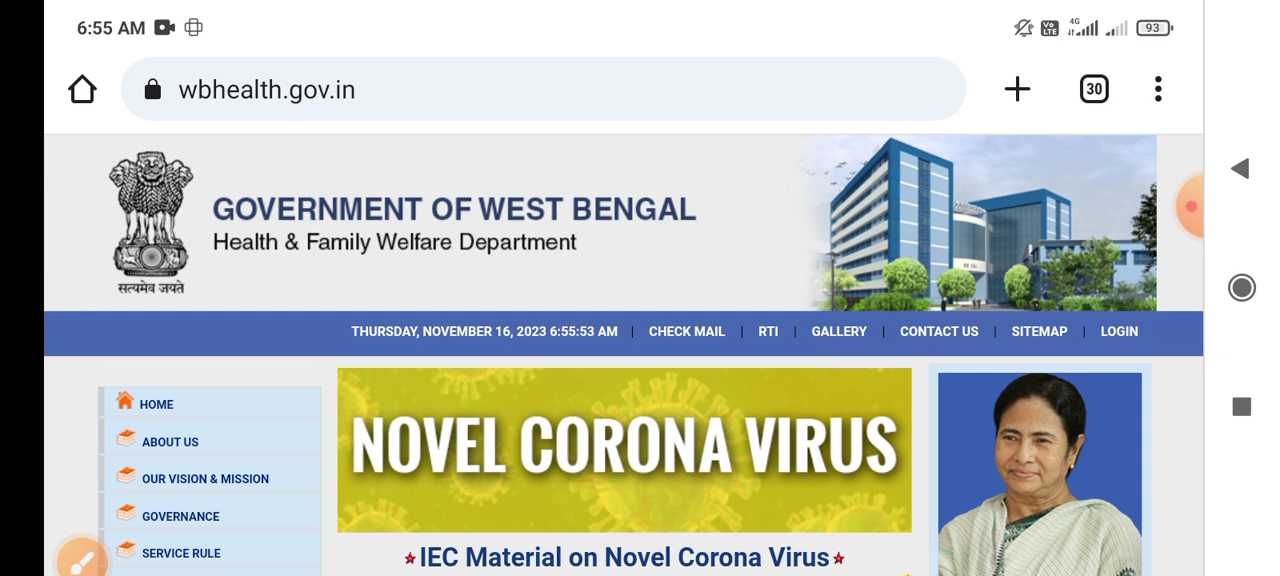 6:55 AM
Vo LTE 4G 93
wbhealth.gov.in
30
GOVERNMENT OF WEST BENGAL
Health & Family Welfare Department
सत्यमेव जयते
THURSDAY, NOVEMBER 16, 2023 6:55:53 AM | CHECK MAIL | RTI | GALLERY | CONTACT US | SITEMAP | LOGIN
HOME
ABOUT US
OUR VISION & MISSION
GOVERNANCE
SERVICE RULE
NOVEL CORONA VIRUS
IEC Material on Novel Corona Virus